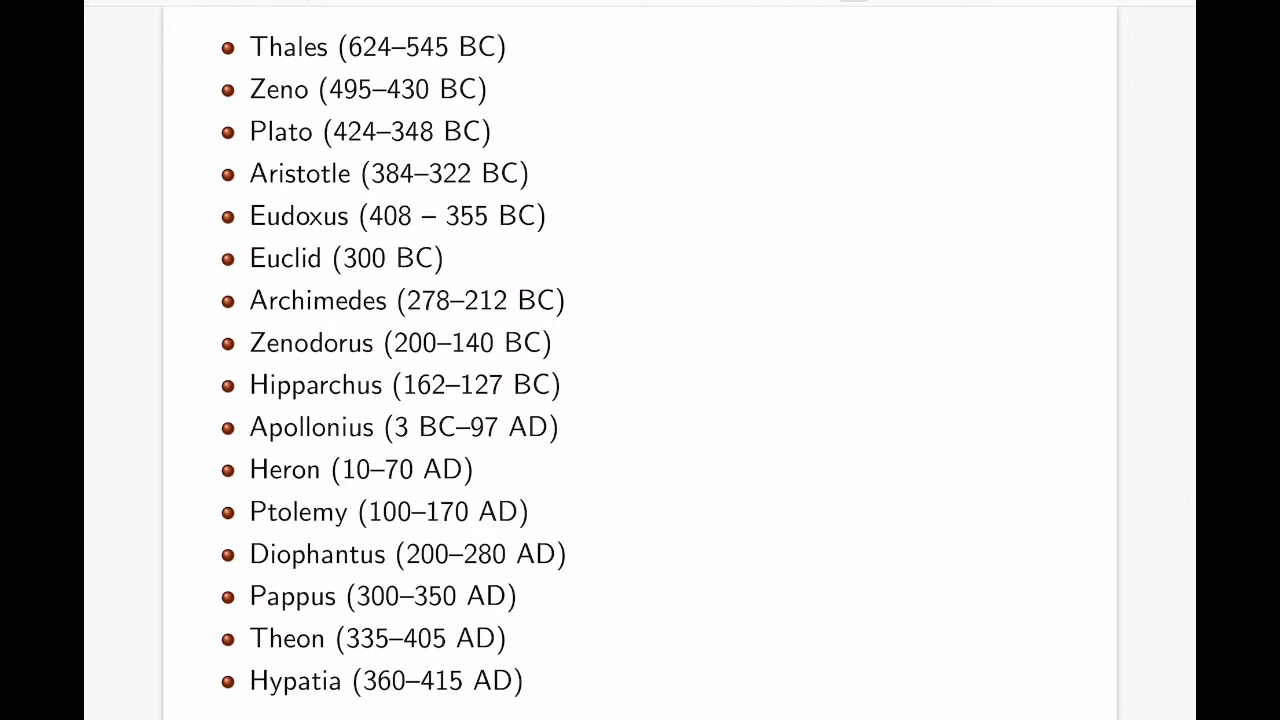 Thales (624–545 BC)
Zeno (495–430 BC)
Plato (424–348 BC)
Aristotle (384–322 BC)
Eudoxus (408 – 355 BC)
Euclid (300 BC)
Archimedes (278–212 BC)
Zenodorus (200–140 BC)
Hipparchus (162–127 BC)
Apollonius (3 BC–97 AD)
Heron (10–70 AD)
Ptolemy (100–170 AD)
Diophantus (200–280 AD)
Pappus (300–350 AD)
Theon (335–405 AD)
Hypatia (360–415 AD)